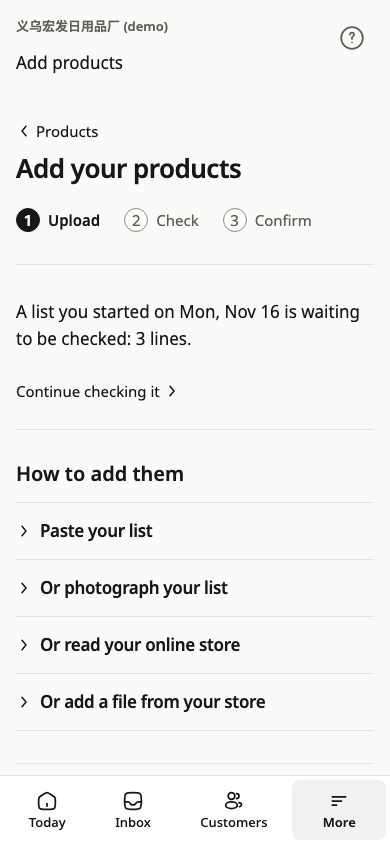 义乌宏发日用品厂 (demo)
Add products
Products
Add your products
1 Upload 2 Check 3 Confirm
A list you started on Mon, Nov 16 is waiting
to be checked: 3 lines.
Continue checking it
How to add them
Paste your list
Or photograph your list
Or read your online store
Or add a file from your store
Today Inbox Customers More